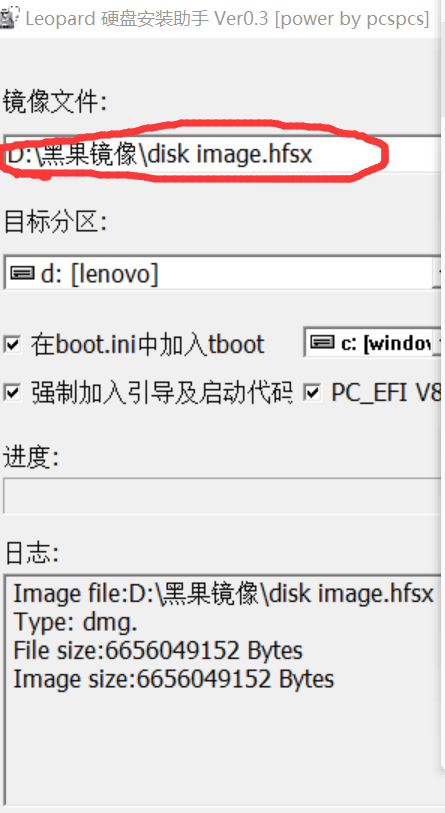 Leopard 硬盘安装助手 Ver0.3 [power by pcspcs]
镜像文件:
D:\黑果镜像\disk image.hfsx
目标分区:
d: [lenovo]
在boot.ini中加入tboot
c: [windov
强制加入引导及启动代码
PC_EFI V8
进度:
日志:
Image file:D:\黑果镜像\disk image.hfsx
Type: dmg.
File size:6656049152 Bytes
Image size:6656049152 Bytes